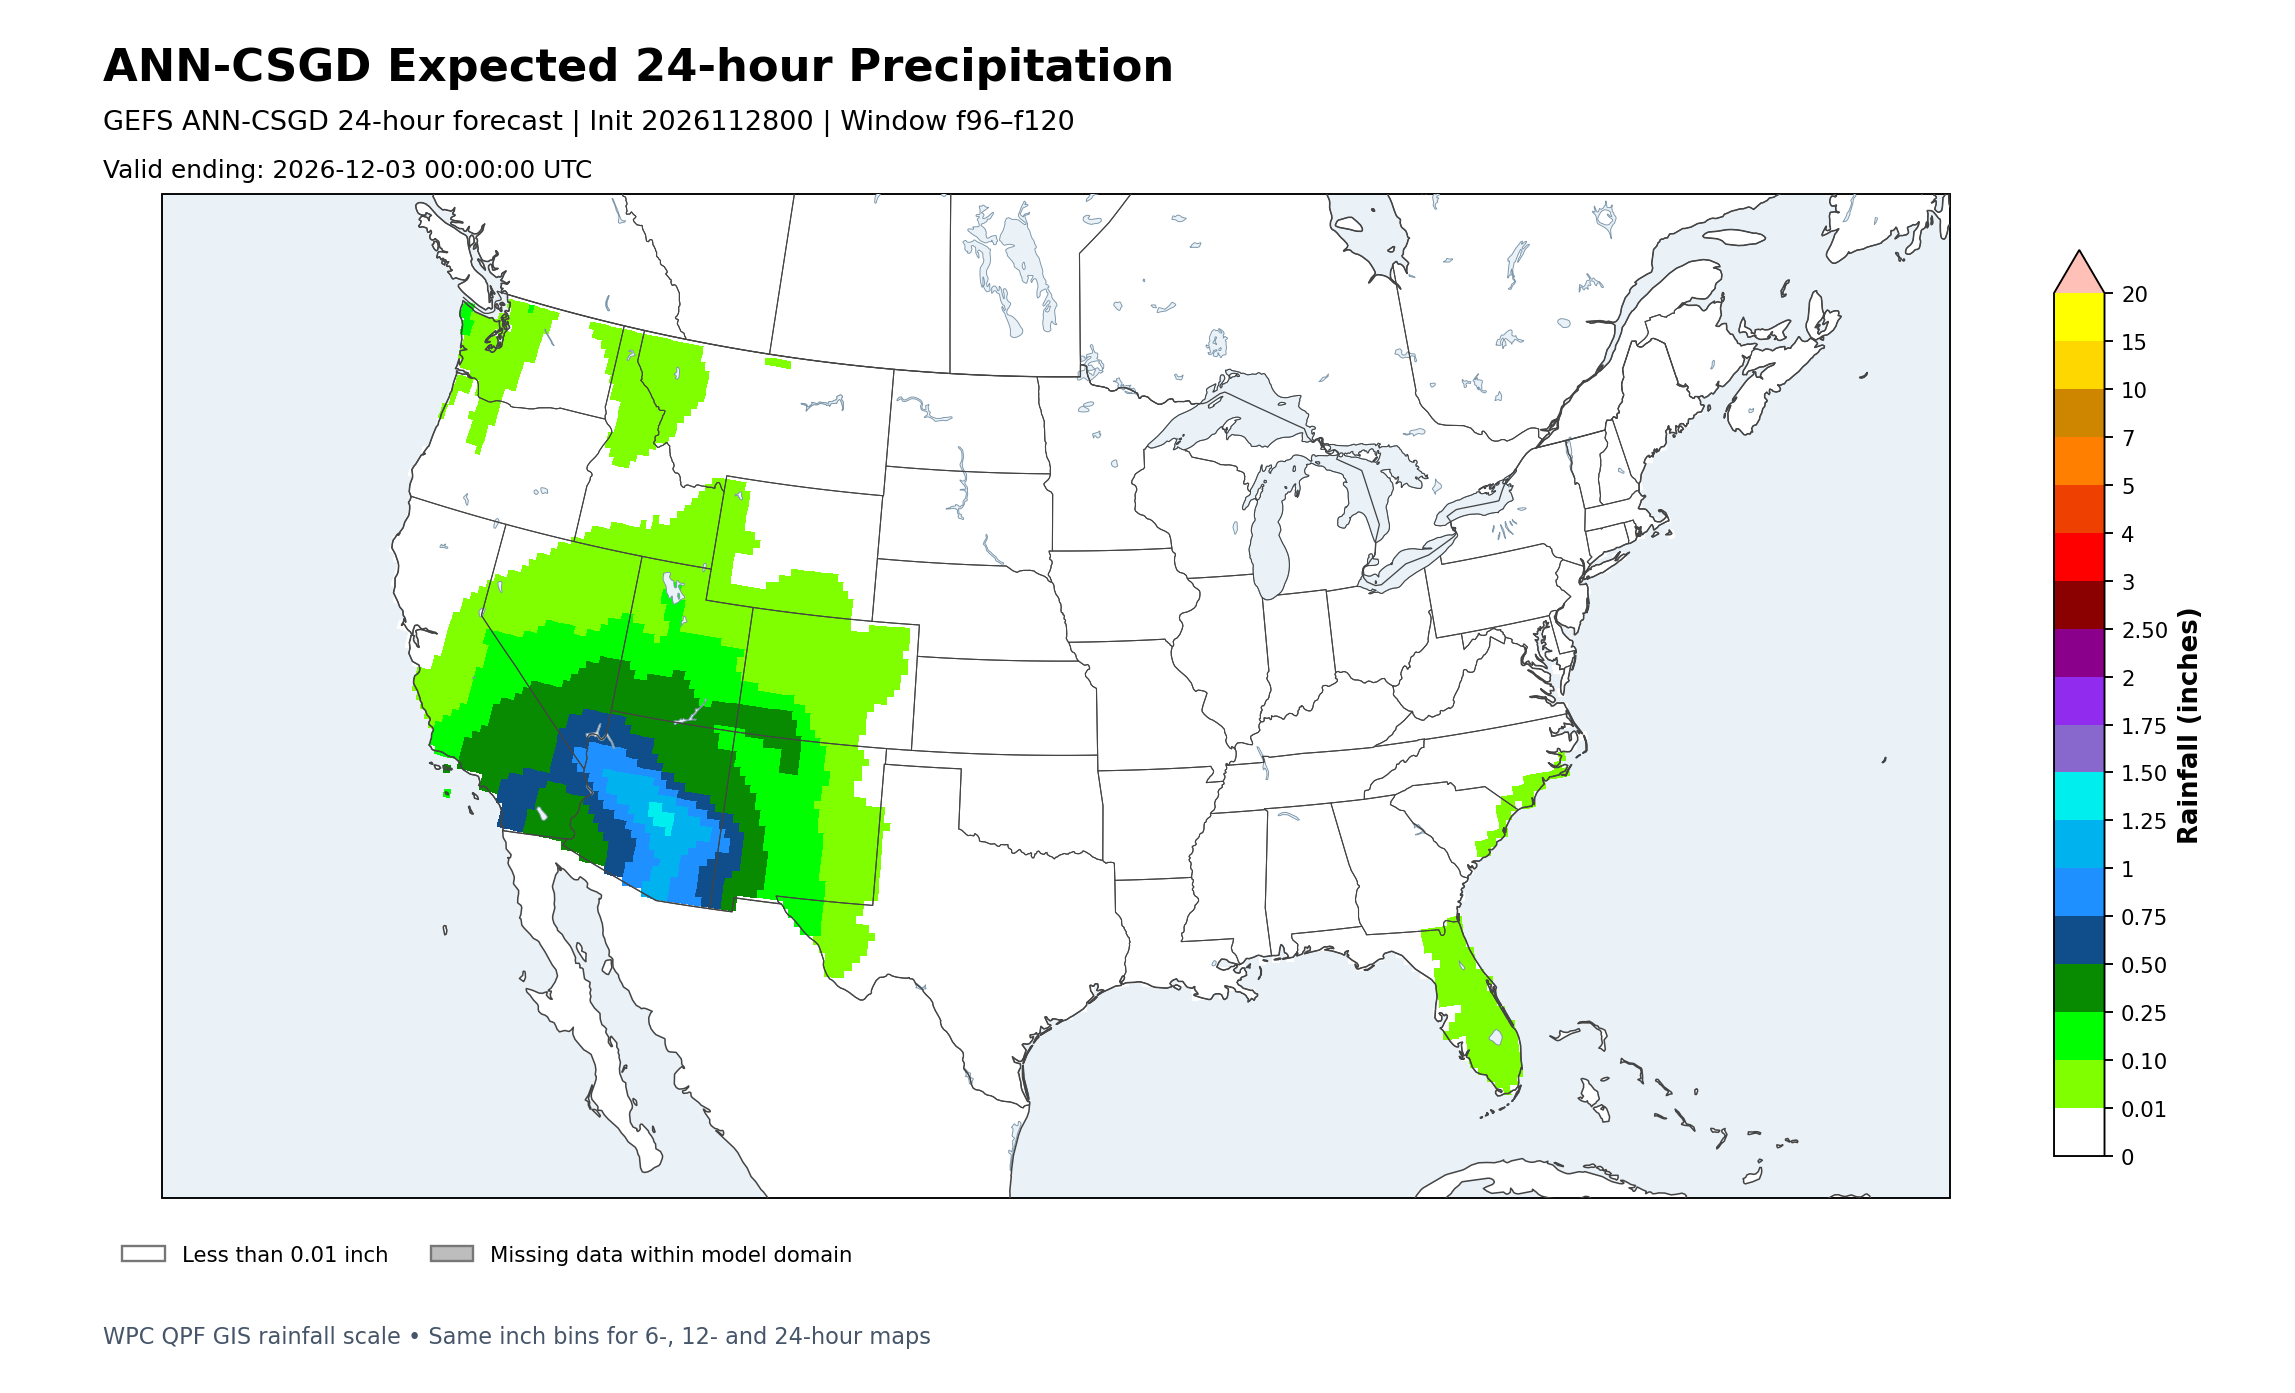 ANN-CSGD Expected 24-hour Precipitation
GEFS ANN-CSGD 24-hour forecast | Init 2026112800 | Window f96–f120
Valid ending: 2026-12-03 00:00:00 UTC
20
15
10
7
5
4
3
2.50
2
1.75
1.50
1.25
1
0.75
0.50
0.25
0.10
0.01
0
Rainfall (inches)
Less than 0.01 inch
Missing data within model domain
WPC QPF GIS rainfall scale • Same inch bins for 6-, 12- and 24-hour maps